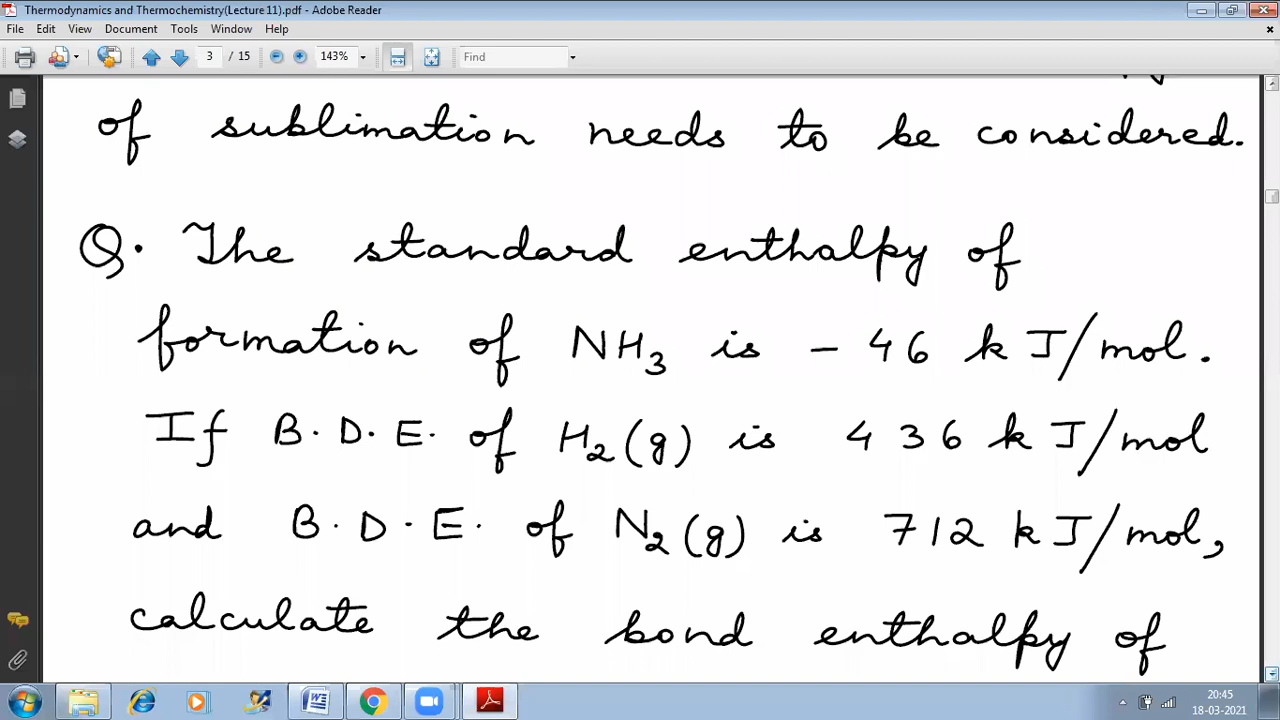 Thermodynamics and Thermochemistry(Lecture 11).pdf - Adobe Reader
File Edit View Document Tools Window Help
3 / 15 143% Find
of sublimation needs to be considered.
Q. The standard enthalpy of
formation of NH3 is - 46 kJ/mol.
If B.D.E. of H2(g) is 436 kJ/mol
and B.D.E. of N2(g) is 712 kJ/mol,
calculate the bond enthalpy of
20:45
18-03-2021